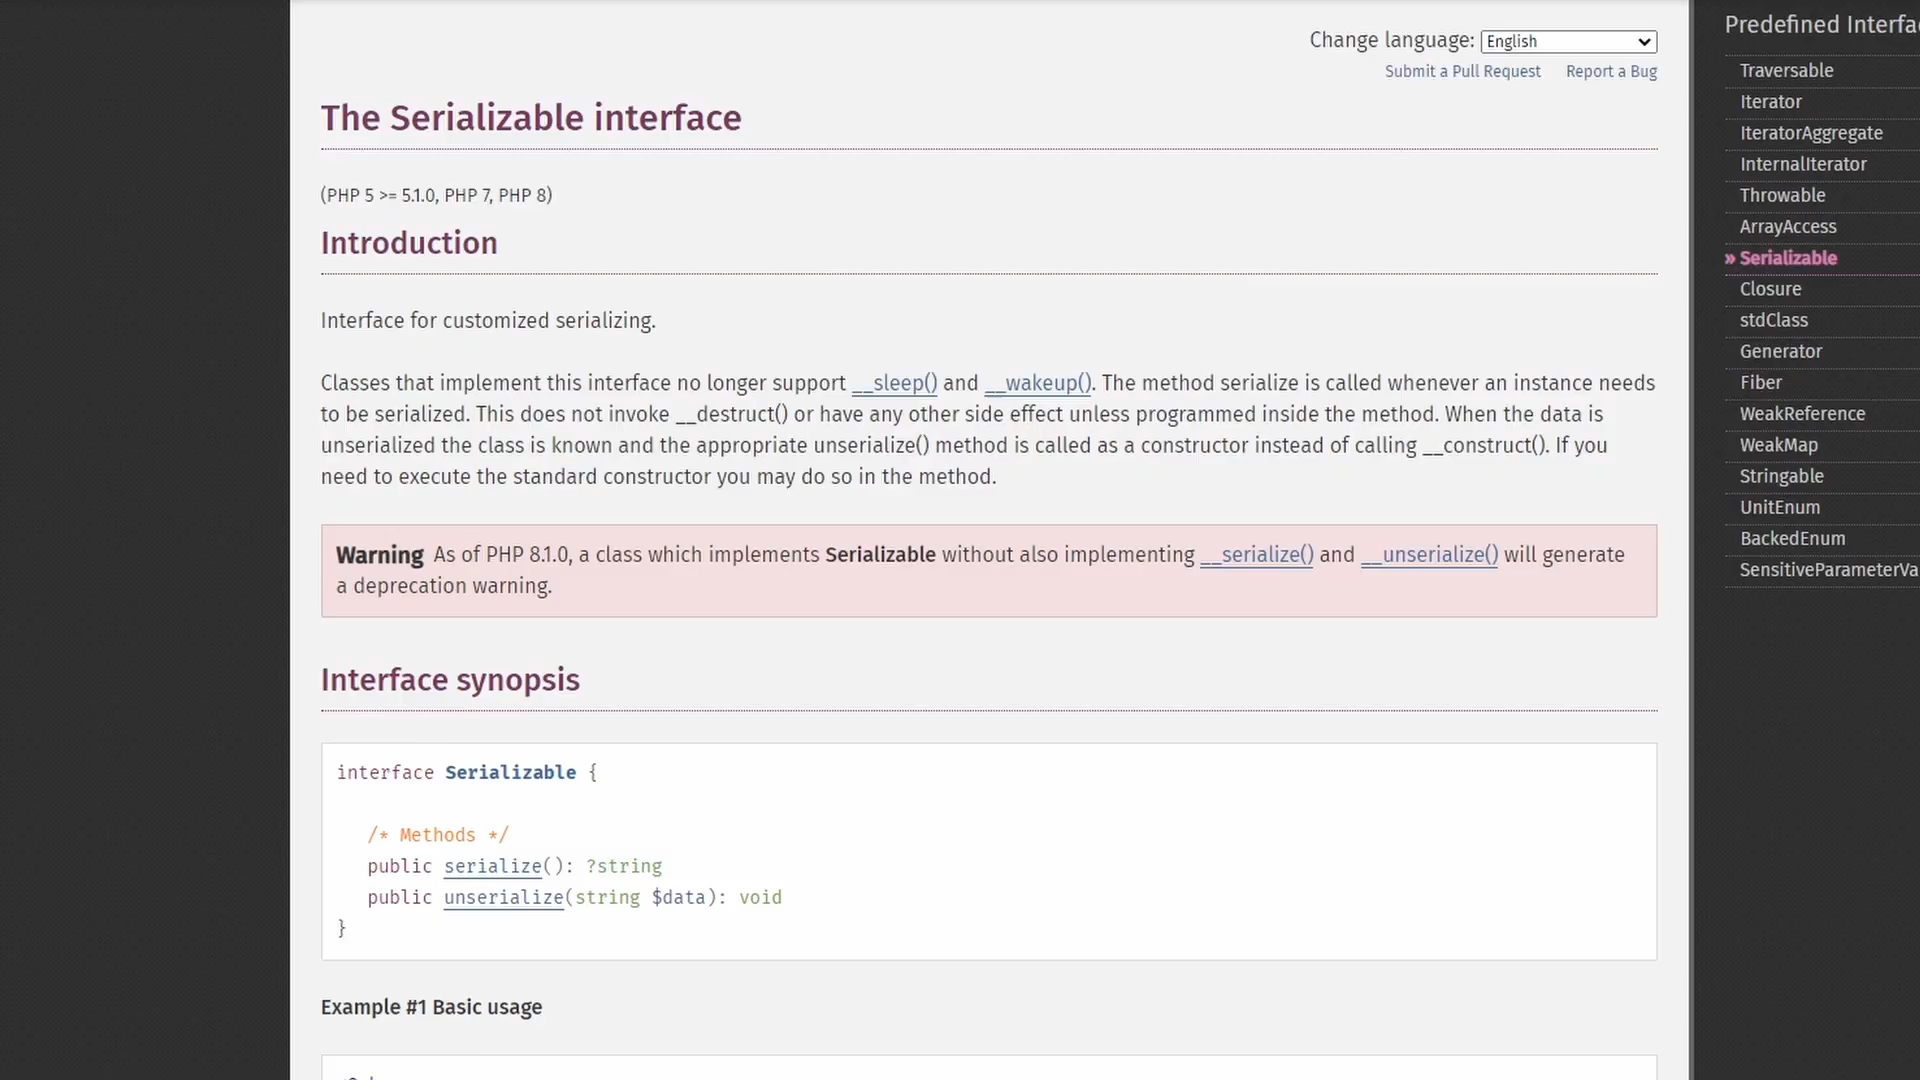 Change language: English
Submit a Pull Request Report a Bug
The Serializable interface
(PHP 5 >= 5.1.0, PHP 7, PHP 8)
Introduction
Interface for customized serializing.
Classes that implement this interface no longer support __sleep() and __wakeup(). The method serialize is called whenever an instance needs
to be serialized. This does not invoke __destruct() or have any other side effect unless programmed inside the method. When the data is
unserialized the class is known and the appropriate unserialize() method is called as a constructor instead of calling __construct(). If you
need to execute the standard constructor you may do so in the method.
Warning As of PHP 8.1.0, a class which implements Serializable without also implementing __serialize() and __unserialize() will generate
a deprecation warning.
Interface synopsis
interface Serializable {
/* Methods */
public serialize(): ?string
public unserialize(string $data): void
}
Example #1 Basic usage
Predefined Interfa
Traversable
Iterator
IteratorAggregate
InternalIterator
Throwable
ArrayAccess
» Serializable
Closure
stdClass
Generator
Fiber
WeakReference
WeakMap
Stringable
UnitEnum
BackedEnum
SensitiveParameterVa